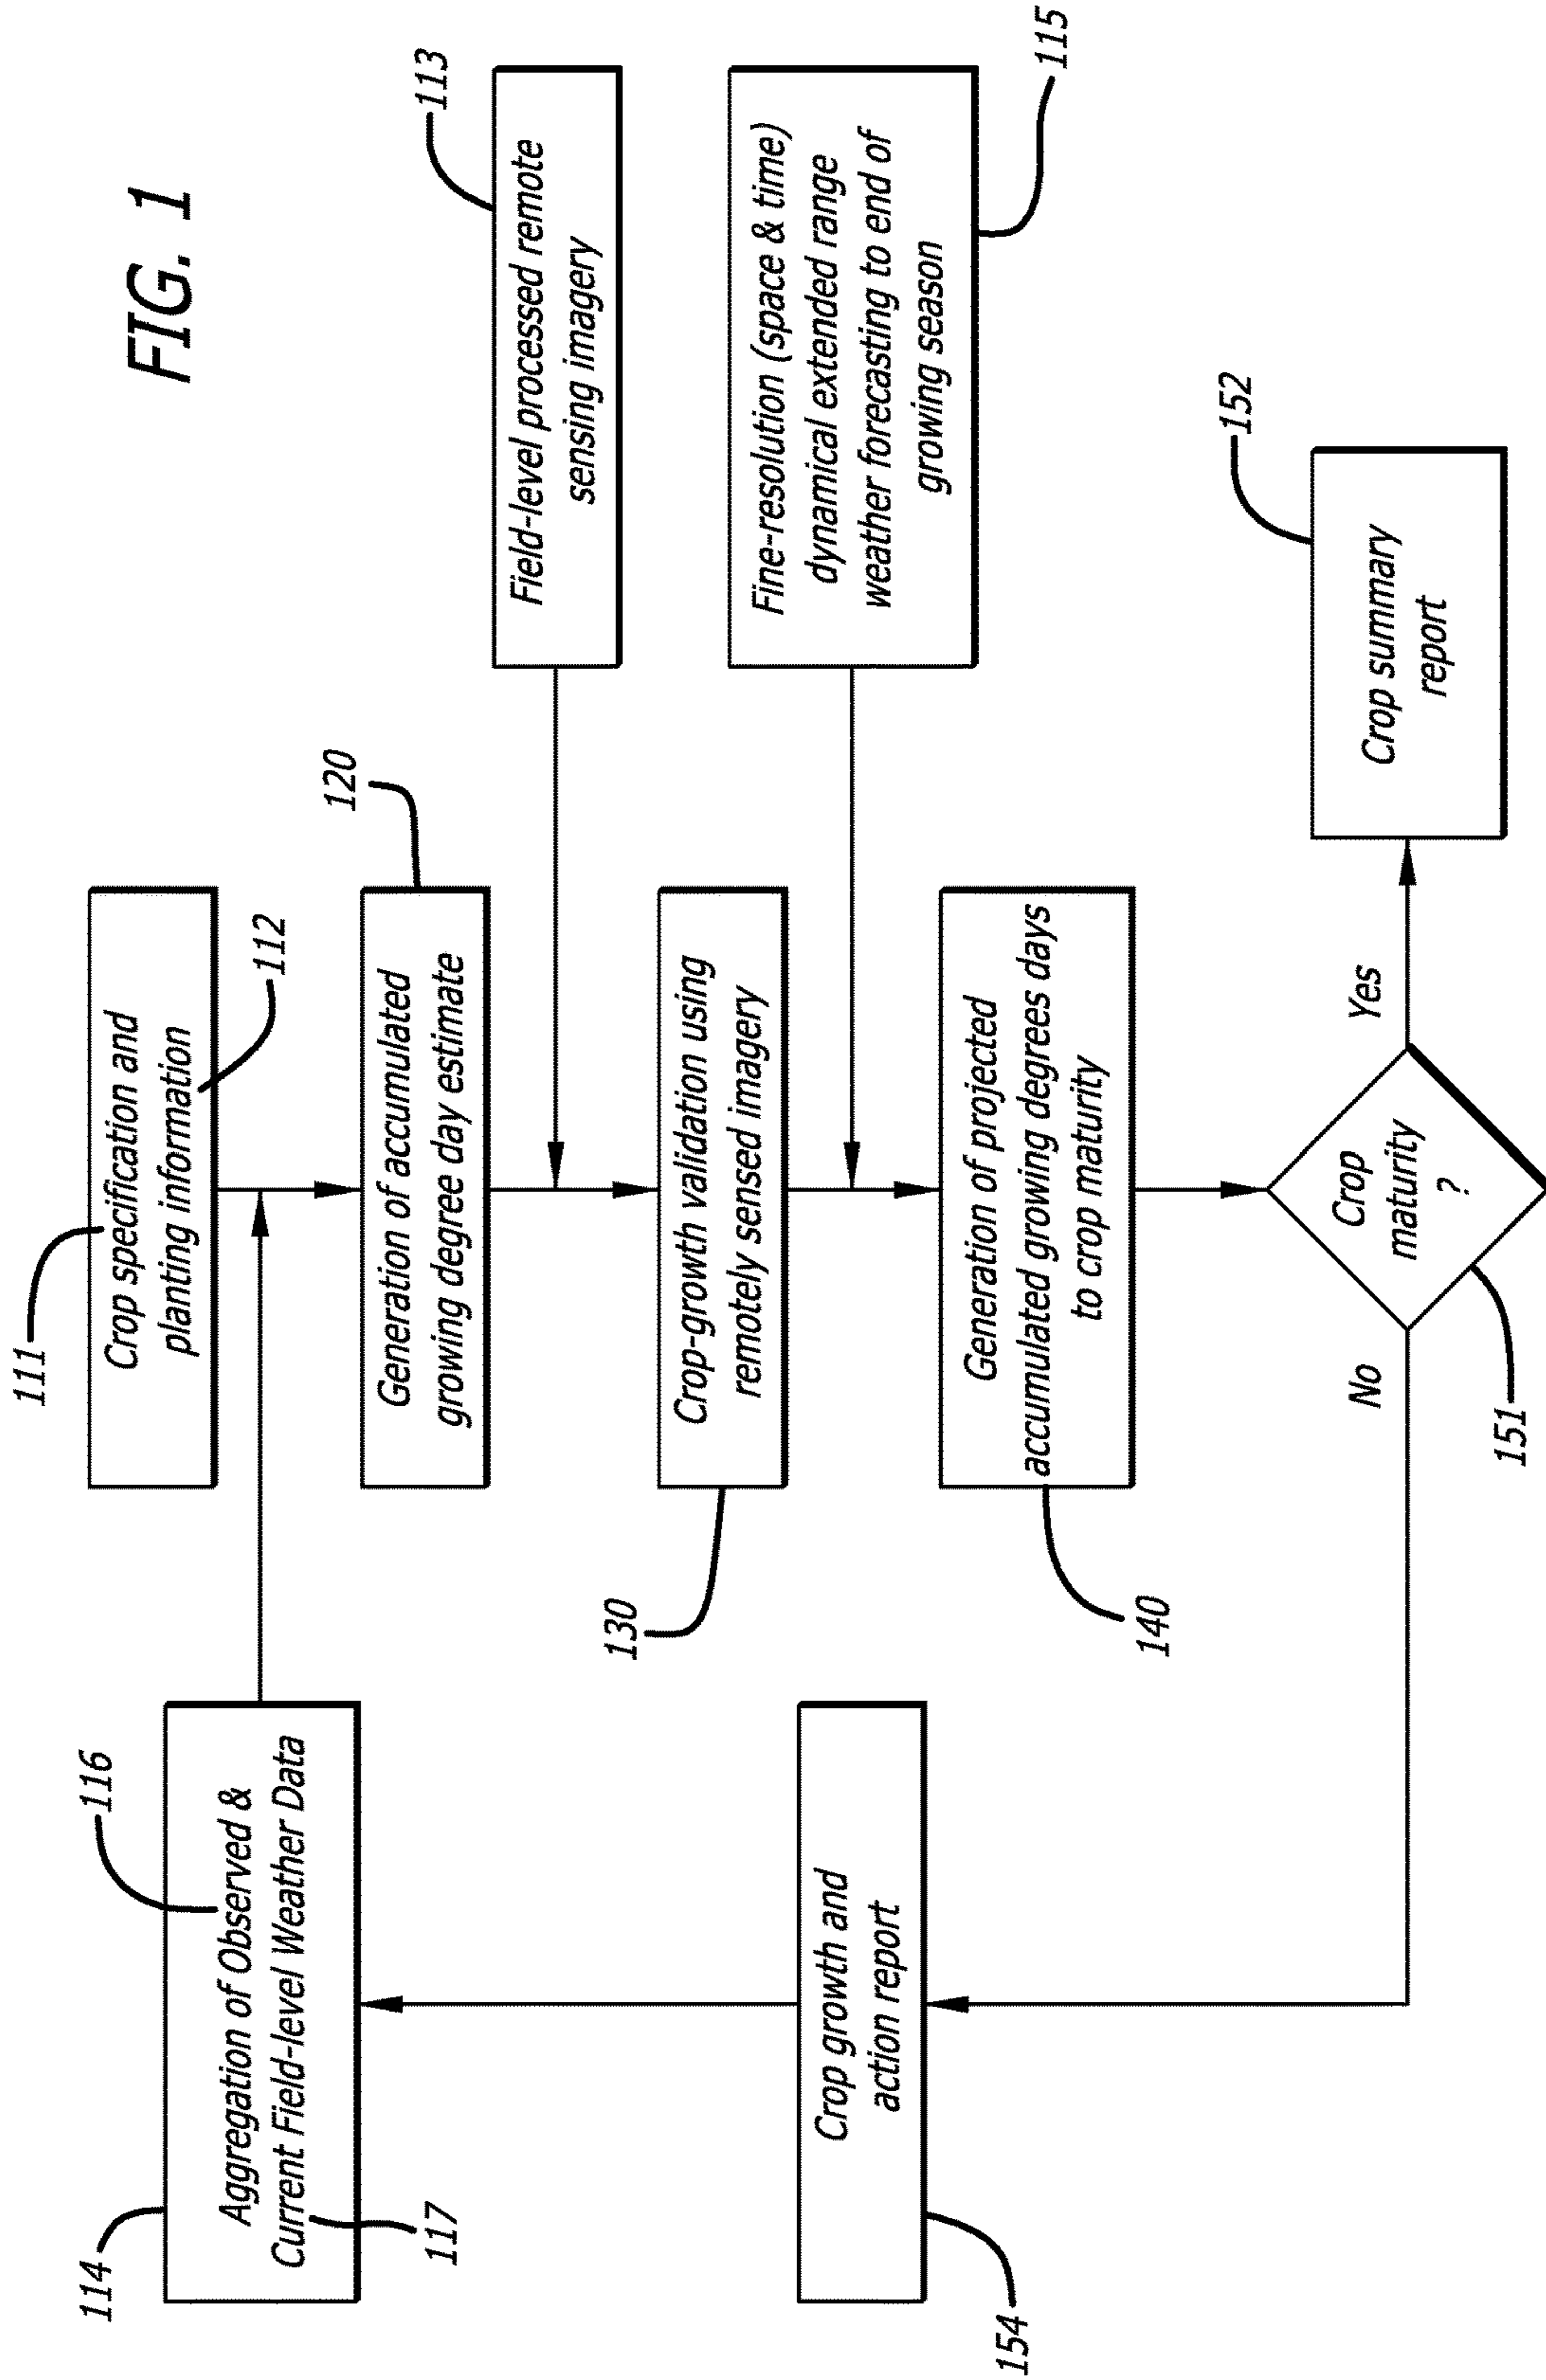 FIG. 1
111
Crop specification and
planting information
112
114
116
Aggregation of Observed &
Current Field-level Weather Data
117
120
Generation of accumulated
growing degree day estimate
113
Field-level processed remote
sensing imagery
130
Crop-growth validation using
remotely sensed imagery
115
Fine-resolution (space & time)
dynamical extended range
weather forecasting to end of
growing season
154
Crop growth and
action report
140
Generation of projected
accumulated growing degrees days
to crop maturity
No
151
Crop
maturity
?
Yes
152
Crop summary
report